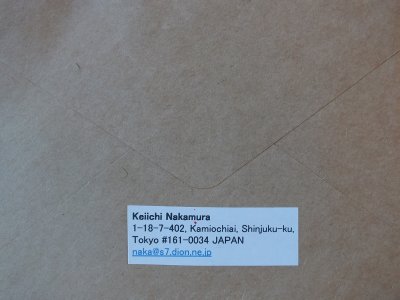 Keiichi Nakamura
1-18-7-402, Kamiochiai, Shinjuku-ku,
Tokyo #161-0034 JAPAN
naka@s7.dion.ne.jp